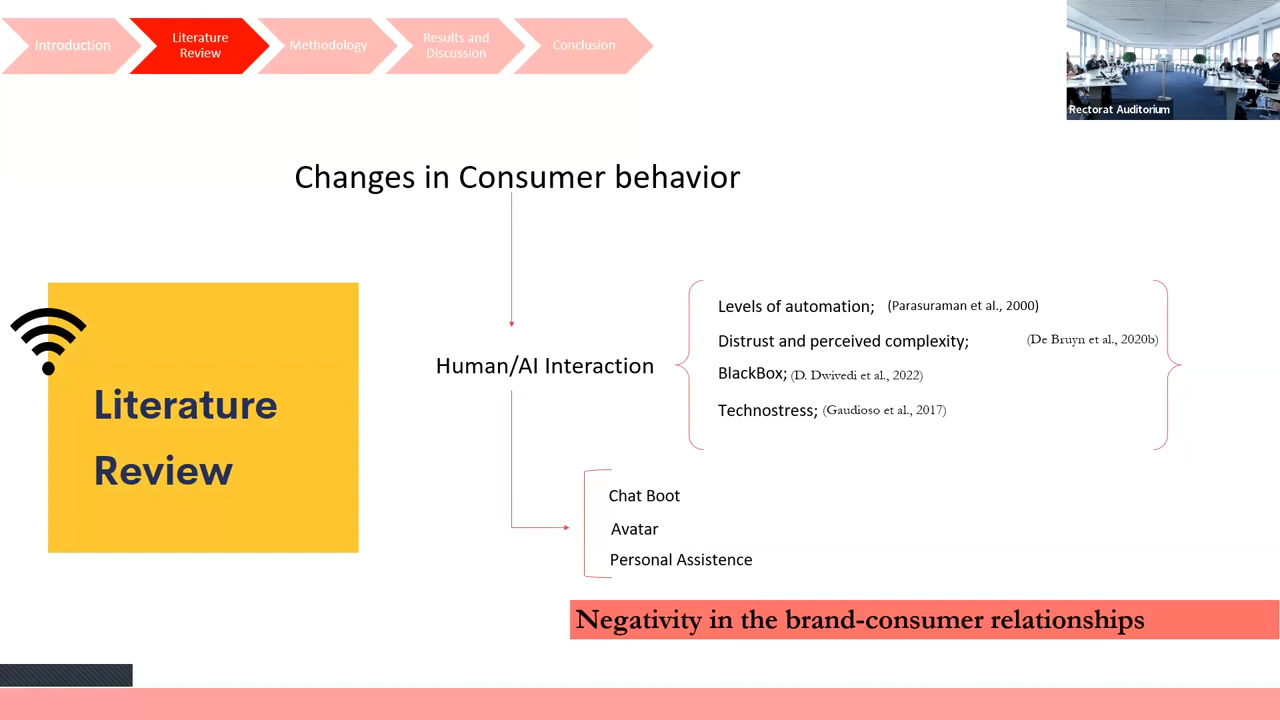 Introduction
Literature
Review
Methodology
Results and
Discussion
Conclusion
Rectorat Auditorium
Changes in Consumer behavior
Literature
Review
Human/AI Interaction
Levels of automation; (Parasuraman et al., 2000)
Distrust and perceived complexity; (De Bruyn et al., 2020b)
BlackBox; (D. Dwivedi et al., 2022)
Technostress; (Gaudioso et al., 2017)
Chat Boot
Avatar
Personal Assistence
Negativity in the brand-consumer relationships